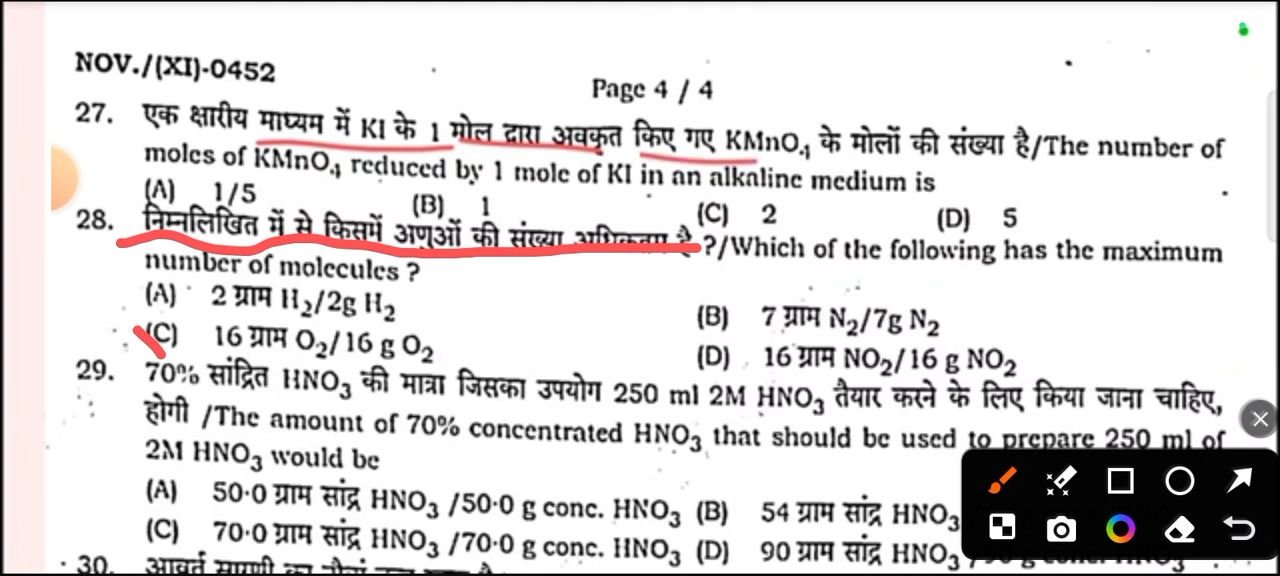 NOV./(XI)-0452
Page 4 / 4
27. एक क्षारीय माध्यम में KI के 1 मोल द्वारा अवकृत किए गए KMnO₄ के मोलों की संख्या है/The number of
moles of KMnO₄ reduced by 1 mole of KI in an alkaline medium is
(A) 1/5 (B) 1 (C) 2 (D) 5
28. निम्नलिखित में से किसमें अणुओं की संख्या अधिकतम है ?/Which of the following has the maximum
number of molecules ?
(A) 2 ग्राम H₂/2g H₂ (B) 7 ग्राम N₂/7g N₂
(C) 16 ग्राम O₂/16 g O₂ (D) 16 ग्राम NO₂/16 g NO₂
29. 70% सांद्रित HNO₃ की मात्रा जिसका उपयोग 250 ml 2M HNO₃ तैयार करने के लिए किया जाना चाहिए,
होगी /The amount of 70% concentrated HNO₃ that should be used to prepare 250 ml of
2M HNO₃ would be
(A) 50·0 ग्राम सांद्र HNO₃ /50·0 g conc. HNO₃ (B) 54 ग्राम सांद्र HNO₃
(C) 70·0 ग्राम सांद्र HNO₃ /70·0 g conc. HNO₃ (D) 90 ग्राम सांद्र HNO₃
30.